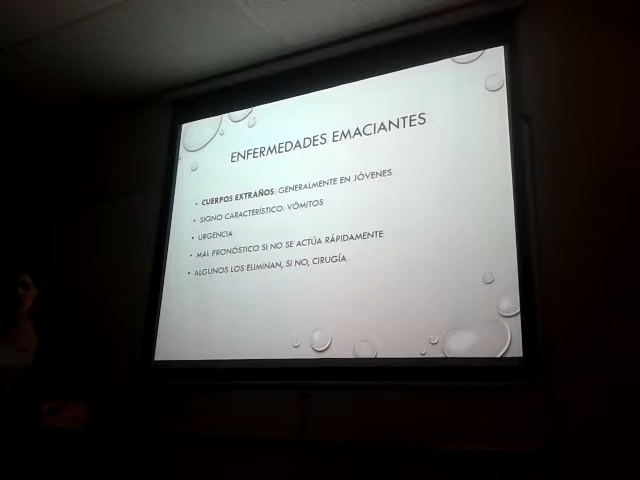 ENFERMEDADES EMACIANTES
• CUERPOS EXTRAÑOS: GENERALMENTE EN JÓVENES
• SIGNO CARACTERÍSTICO: VÓMITOS
• URGENCIA
• MAL PRONÓSTICO SI NO SE ACTÚA RÁPIDAMENTE
• ALGUNOS LOS ELIMINAN, SI NO, CIRUGÍA